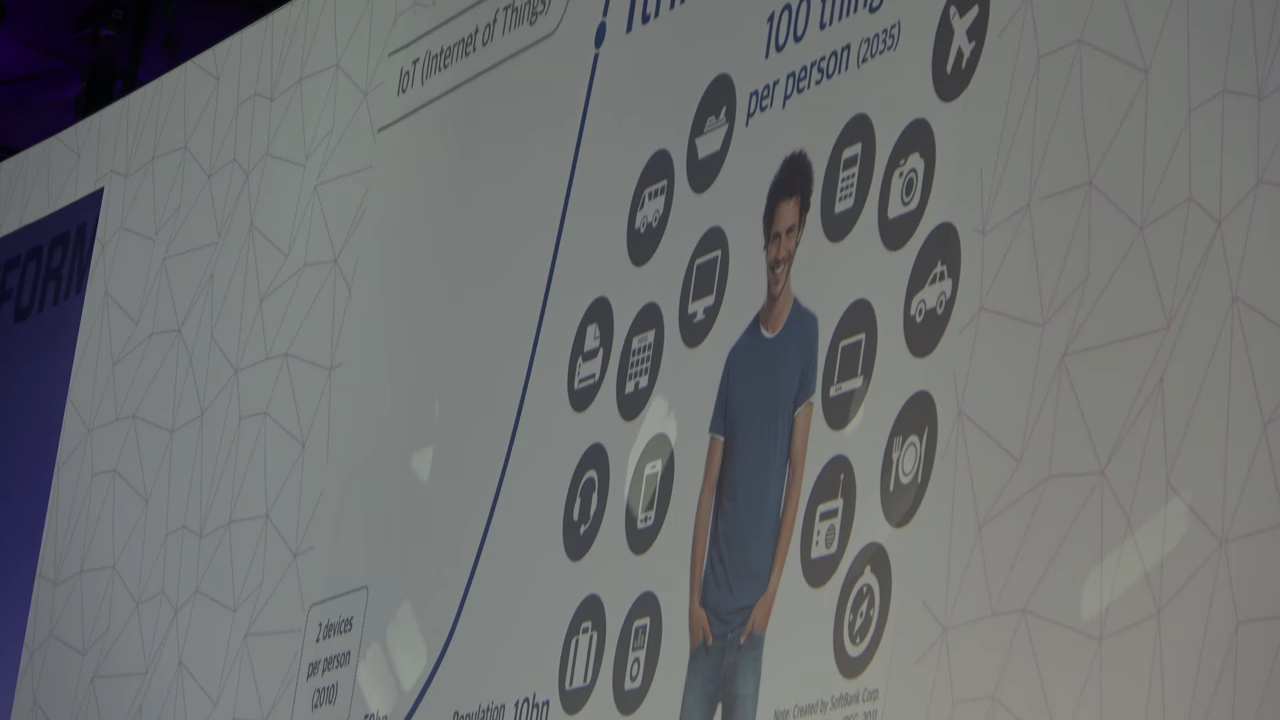 IoT (Internet of Things)
100 things
per person (2035)
FORM
2 devices
per person
(2010)
Population 10bn
Note: Created by SoftBank Corp.